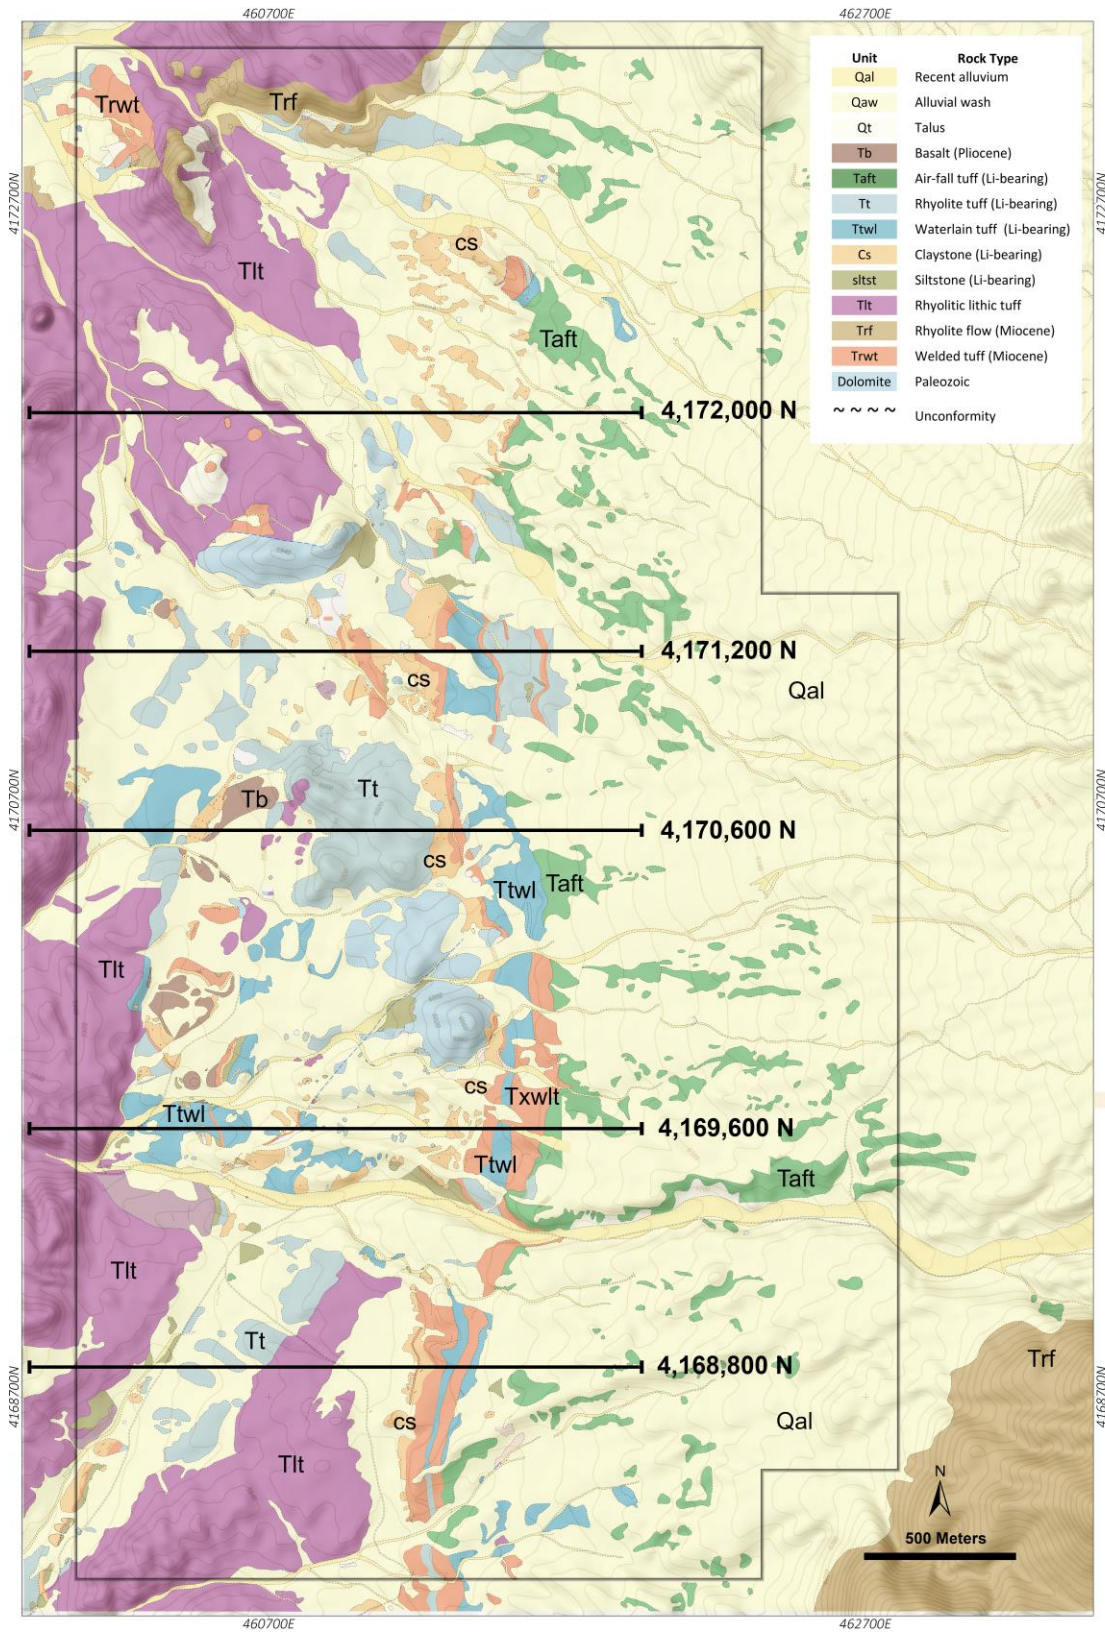 460700E
462700E
Unit Rock Type
Qal Recent alluvium
Qaw Alluvial wash
Qt Talus
Tb Basalt (Pliocene)
Taft Air-fall tuff (Li-bearing)
Tt Rhyolite tuff (Li-bearing)
Ttwl Waterlain tuff (Li-bearing)
Cs Claystone (Li-bearing)
sltst Siltstone (Li-bearing)
Tlt Rhyolitic lithic tuff
Trf Rhyolite flow (Miocene)
Trwt Welded tuff (Miocene)
Dolomite Paleozoic
~ ~ ~ ~ Unconformity
Trwt
Trf
4172700N
4172700N
cs
Tlt
Taft
4,172,000 N
4,171,200 N
cs
Qal
4170700N
4170700N
Tt
Tb
4,170,600 N
cs
Ttwl
Taft
Tlt
cs
Txwlt
Ttwl
4,169,600 N
Ttwl
Taft
Tlt
Tt
Trf
4,168,800 N
4168700N
4168700N
cs
Qal
Tlt
N
500 Meters
460700E
462700E